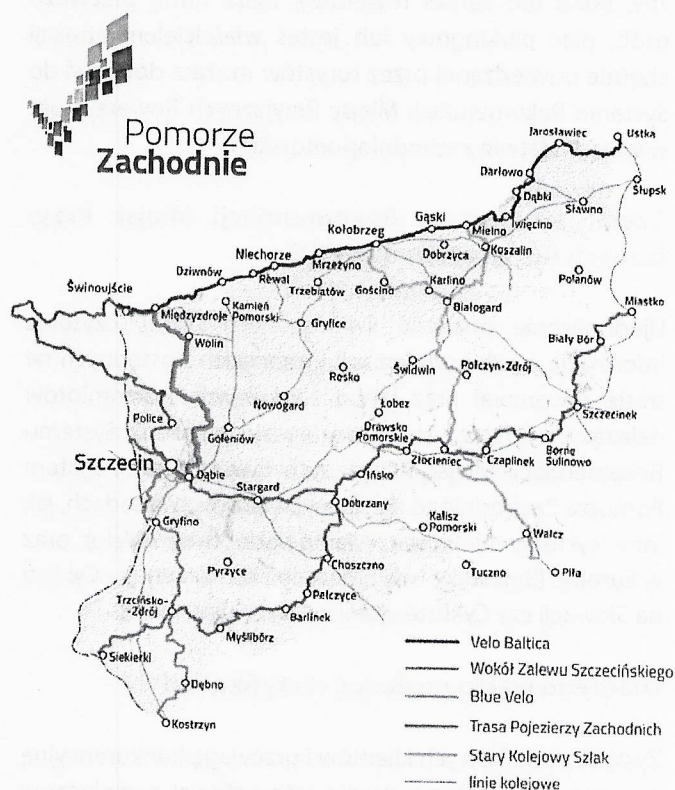 Pomorze
Zachodnie
Jarosławiec
Ustka
Darłowo
Dąbki
Słupsk
Sławno
Iwięcino
Gąski
Mielno
Kołobrzeg
Koszalin
Dobrzyca
Niechorze
Mrzeżyno
Dziwnów
Rewal
Trzebiatów
Gościno
Karlino
Polanów
Świnoujście
Międzyzdroje
Kamień
Pomorski
Białogard
Miastko
Gryfice
Wolin
Biały Bór
Resko
Świdwin
Połczyn-Zdrój
Nowogard
Łobez
Szczecinek
Police
Goleniów
Drawsko
Pomorskie
Złocieniec
Czaplinek
Borne
Sulinowo
Szczecin
Dąbie
Stargard
Ińsko
Dobrzany
Gryfino
Kalisz
Pomorski
Wałcz
Pyrzyce
Choszczno
Tuczno
Piła
Trzcińsko-
-Zdrój
Pełczyce
Barlinek
Myślibórz
Siekierki
Dębno
Kostrzyn
Velo Baltica
Wokół Zalewu Szczecińskiego
Blue Velo
Trasa Pojezierzy Zachodnich
Stary Kolejowy Szlak
linie kolejowe